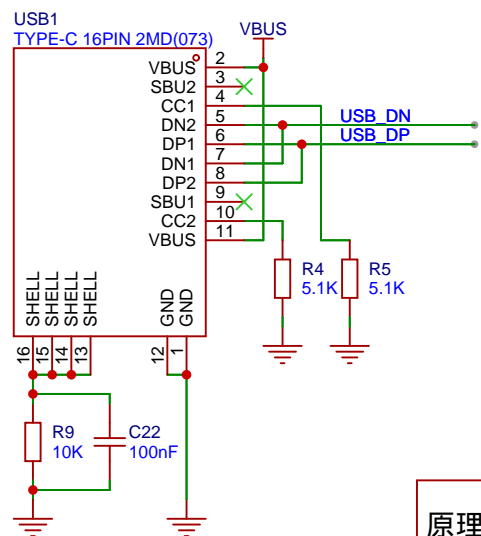 USB1
TYPE-C 16PIN 2MD(073)
VBUS
VBUS 2
SBU2 3
CC1 4
DN2 5 USB_DN
DP1 6 USB_DP
DN1 7
DP2 8
SBU1 9
CC2 10
VBUS 11
R4
5.1K
R5
5.1K
SHELL
SHELL
SHELL
SHELL
GND
GND
16
15
14
13
12
1
R9
10K
C22
100nF
原理